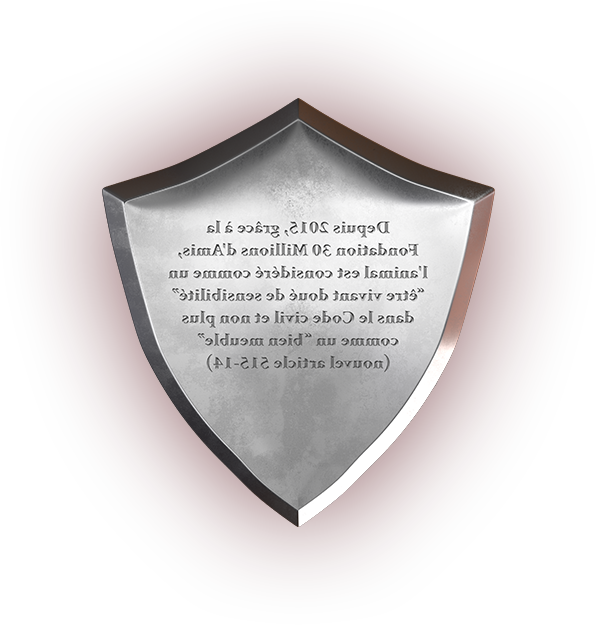 Depuis 2015, grâce à la
Fondation 30 Millions d'Amis,
l'animal est considéré comme un
“être vivant doué de sensibilité”
dans le Code civil et non plus
comme un “bien meuble”
(nouvel article 515-14)